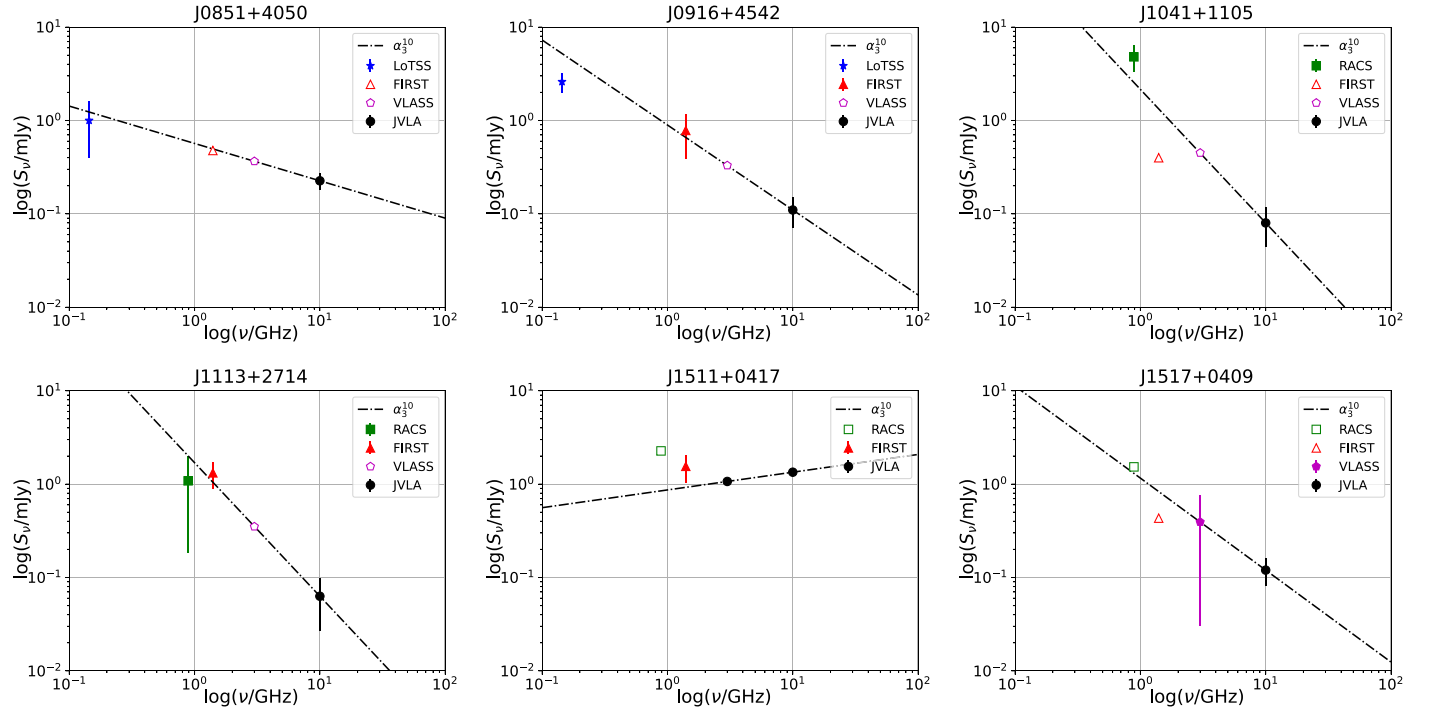 J0851+4050
log(Sν/mJy)
10^1
10^0
10^-1
10^-2
α_3^10
LoTSS
FIRST
VLASS
JVLA
10^-1 10^0 10^1 10^2
log(ν/GHz)
J0916+4542
log(Sν/mJy)
10^1
10^0
10^-1
10^-2
α_3^10
LoTSS
FIRST
VLASS
JVLA
10^-1 10^0 10^1 10^2
log(ν/GHz)
J1041+1105
log(Sν/mJy)
10^1
10^0
10^-1
10^-2
α_3^10
RACS
FIRST
VLASS
JVLA
10^-1 10^0 10^1 10^2
log(ν/GHz)
J1113+2714
log(Sν/mJy)
10^1
10^0
10^-1
10^-2
α_3^10
RACS
FIRST
VLASS
JVLA
10^-1 10^0 10^1 10^2
log(ν/GHz)
J1511+0417
log(Sν/mJy)
10^1
10^0
10^-1
10^-2
α_3^10
RACS
FIRST
JVLA
10^-1 10^0 10^1 10^2
log(ν/GHz)
J1517+0409
log(Sν/mJy)
10^1
10^0
10^-1
10^-2
α_3^10
RACS
FIRST
VLASS
JVLA
10^-1 10^0 10^1 10^2
log(ν/GHz)